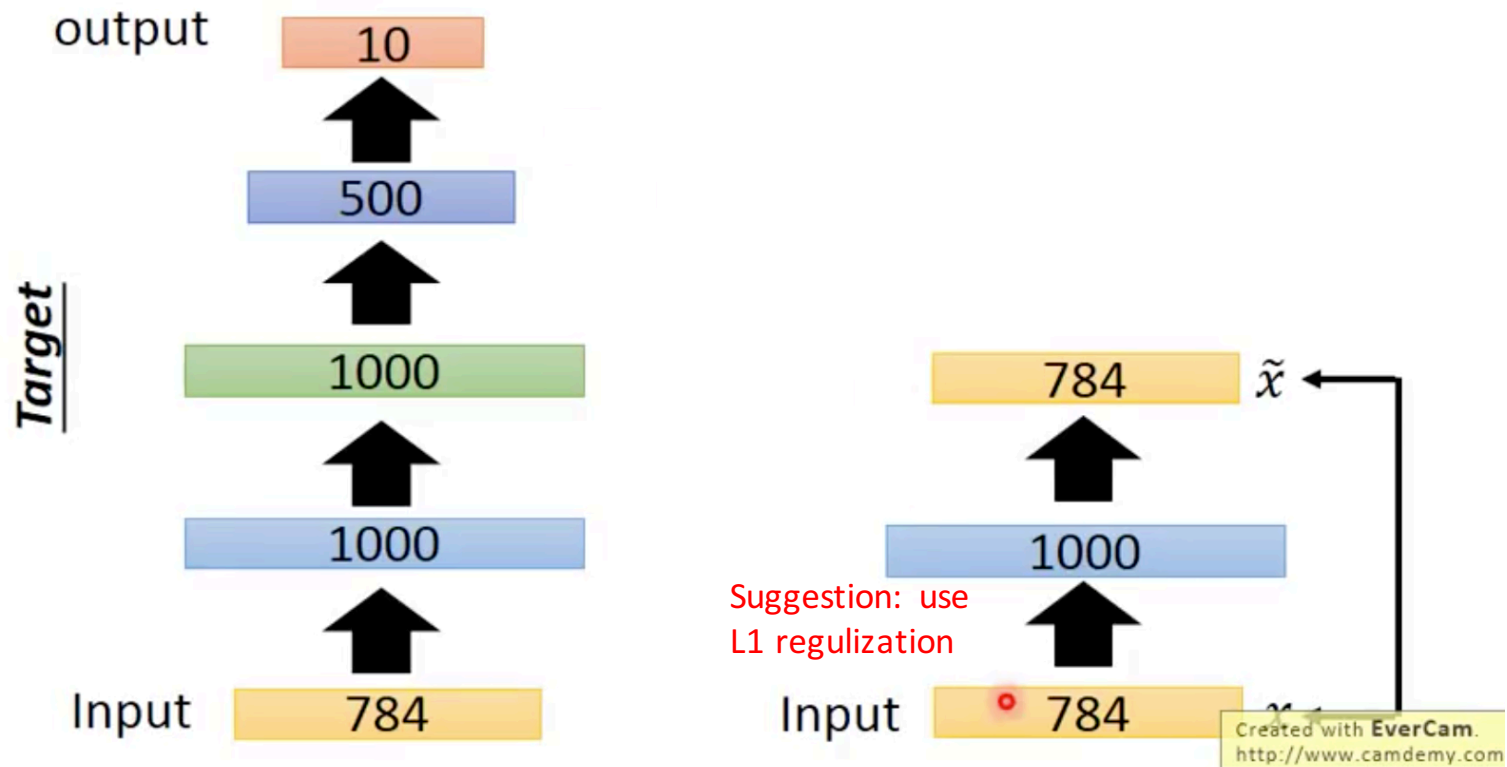 output
10
500
Target
1000
1000
Input
784
784
x̃
1000
Suggestion: use
L1 regulization
Input
784
x
Created with EverCam.
http://www.camdemy.com